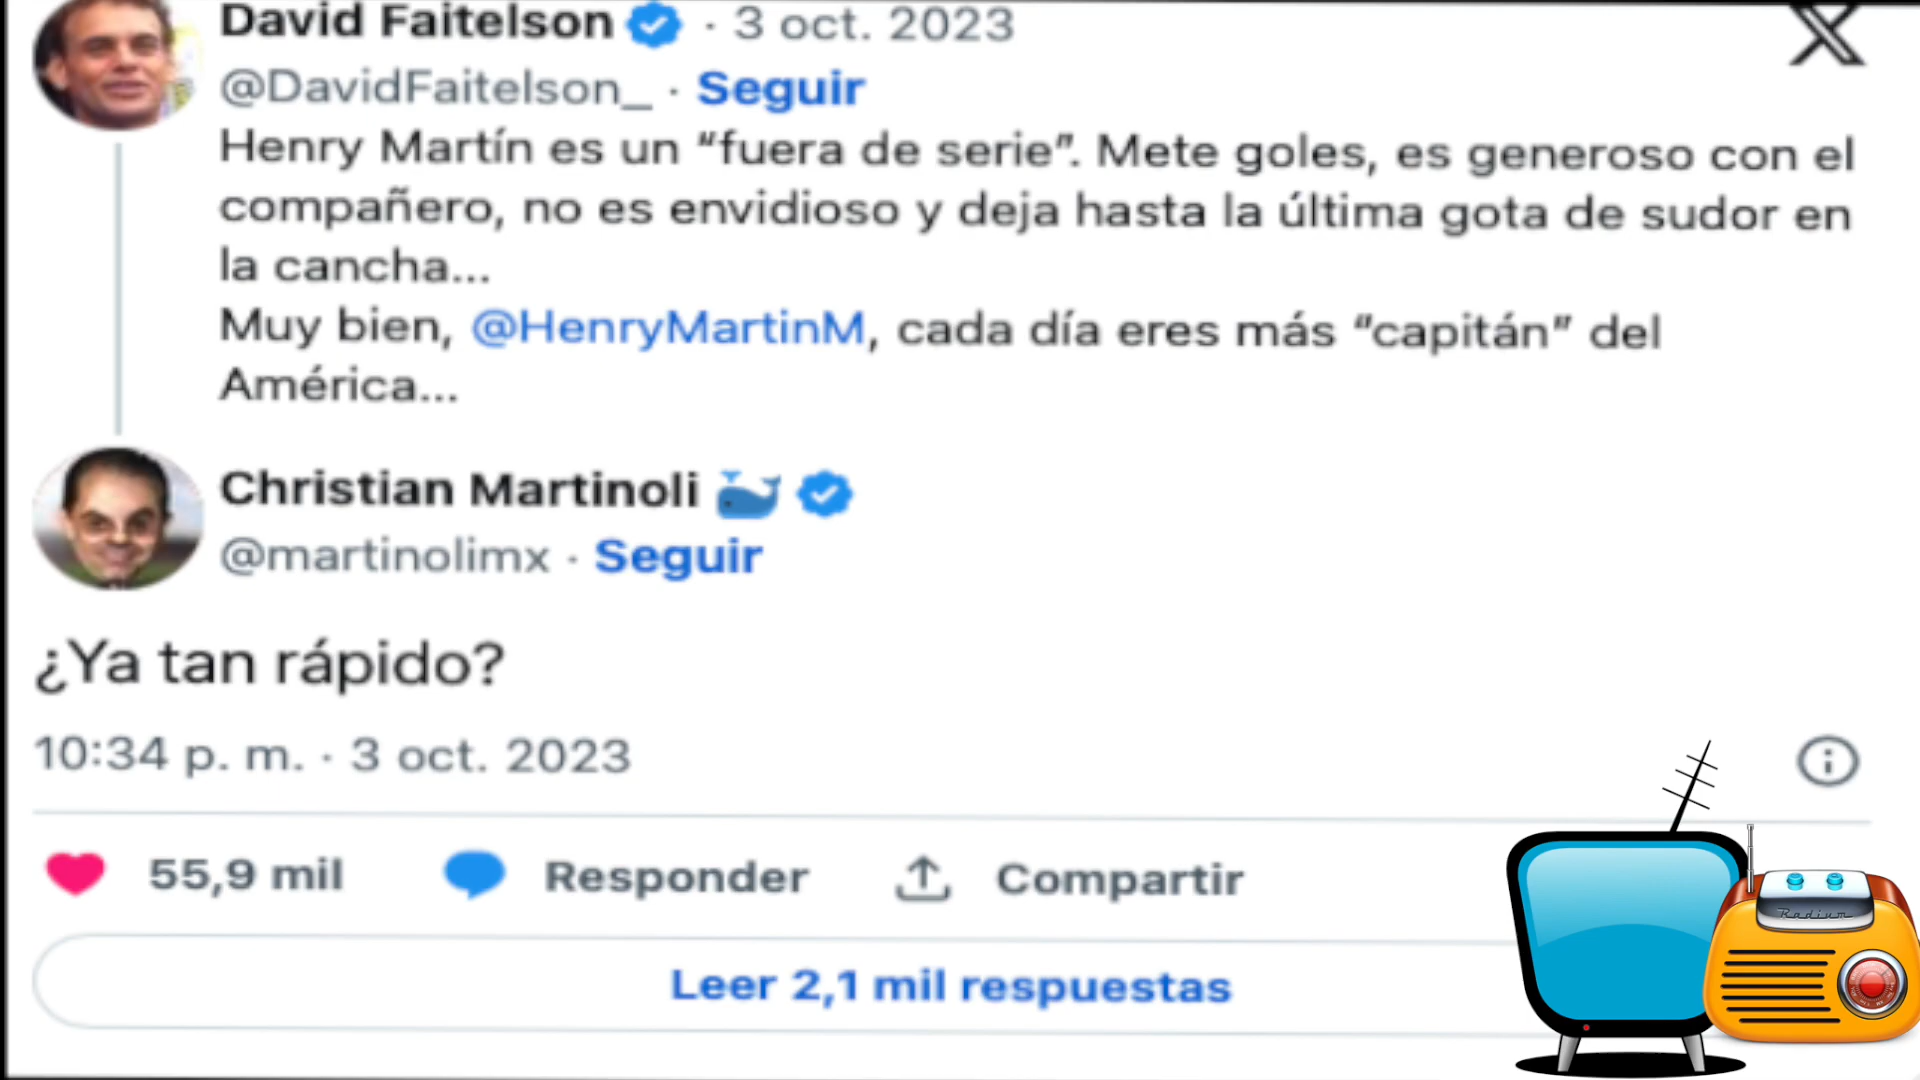 David Faitelson · 3 oct. 2023
@DavidFaitelson_ · Seguir
Henry Martín es un “fuera de serie”. Mete goles, es generoso con el
compañero, no es envidioso y deja hasta la última gota de sudor en
la cancha...
Muy bien, @HenryMartinM, cada día eres más “capitán” del
América...
Christian Martinoli 🐳
@martinolimx · Seguir
¿Ya tan rápido?
10:34 p. m. · 3 oct. 2023
55,9 mil Responder Compartir
Leer 2,1 mil respuestas
Radium